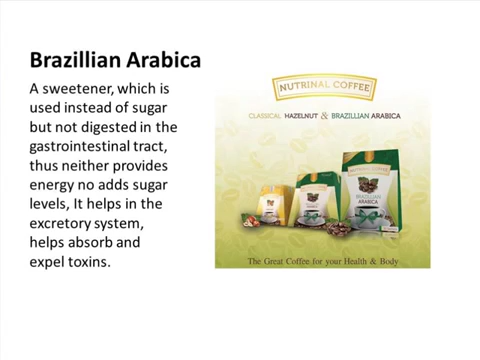 Brazillian Arabica
A sweetener, which is
used instead of sugar
but not digested in the
gastrointestinal tract,
thus neither provides
energy no adds sugar
levels, It helps in the
excretory system,
helps absorb and
expel toxins.
NUTRINAL COFFEE
CLASSICAL HAZELNUT & BRAZILLIAN ARABICA
BRAZILIAN
ARABICA
The Great Coffee for your Health & Body